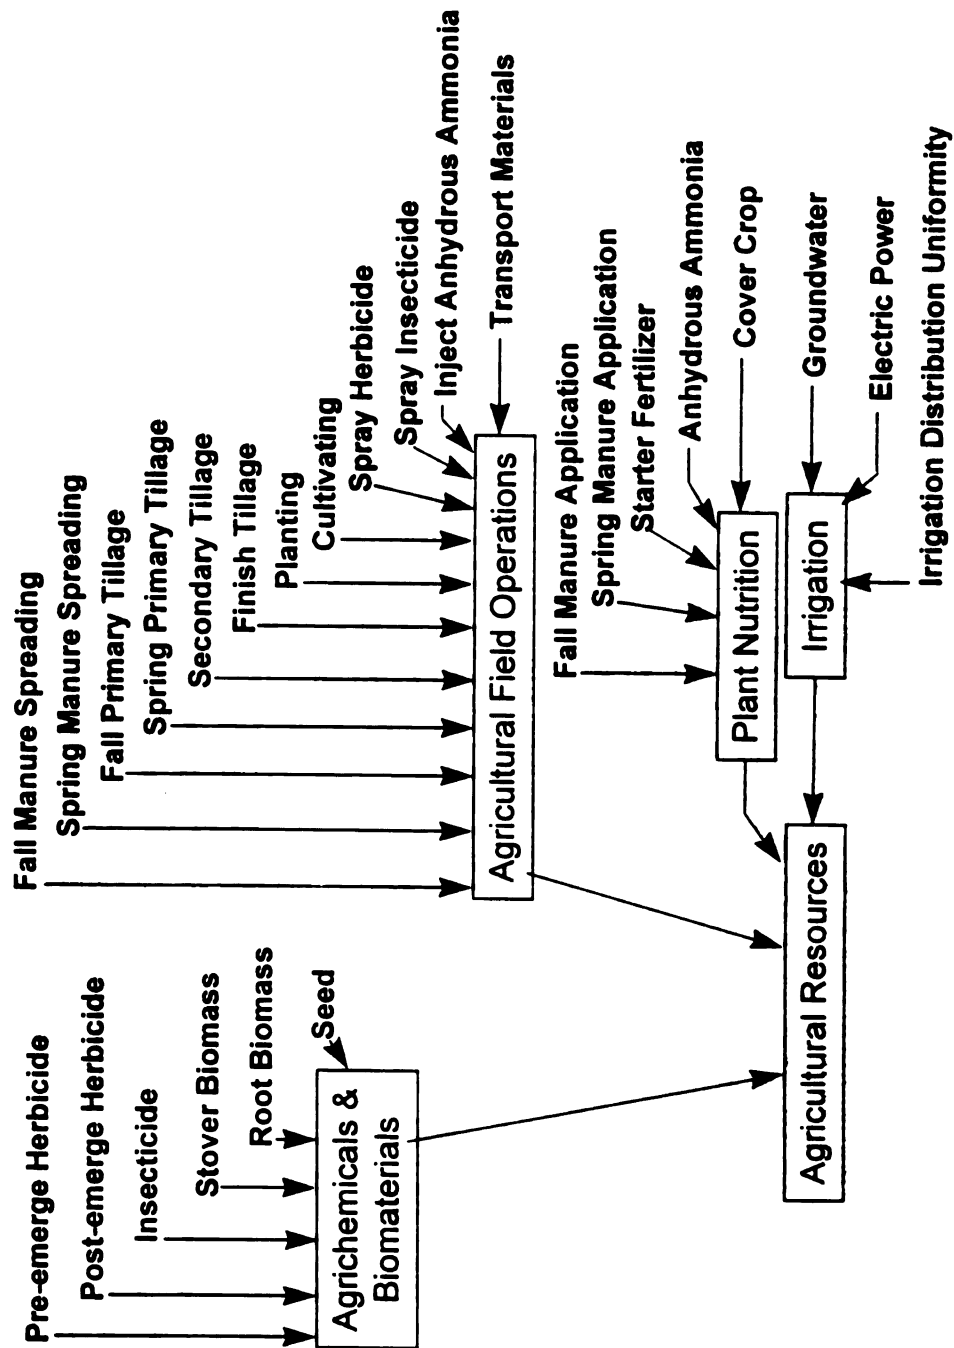 Pre-emerge Herbicide
Post-emerge Herbicide
Insecticide
Stover Biomass
Root Biomass
Seed
Agrichemicals &
Biomaterials
Fall Manure Spreading
Spring Manure Spreading
Fall Primary Tillage
Spring Primary Tillage
Secondary Tillage
Finish Tillage
Planting
Cultivating
Spray Herbicide
Spray Insecticide
Inject Anhydrous Ammonia
Transport Materials
Agricultural Field Operations
Fall Manure Application
Spring Manure Application
Starter Fertilizer
Anhydrous Ammonia
Cover Crop
Plant Nutrition
Groundwater
Electric Power
Irrigation Distribution Uniformity
Irrigation
Agricultural Resources